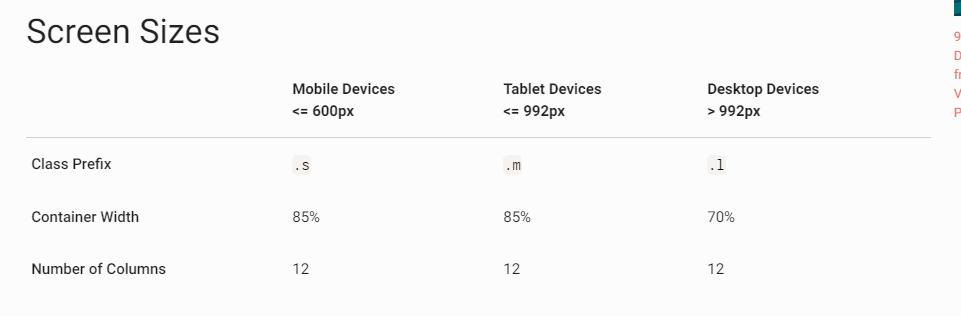 Screen Sizes
Mobile Devices Tablet Devices Desktop Devices
<= 600px <= 992px > 992px
Class Prefix .s .m .l
Container Width 85% 85% 70%
Number of Columns 12 12 12
9
D
fr
V
P